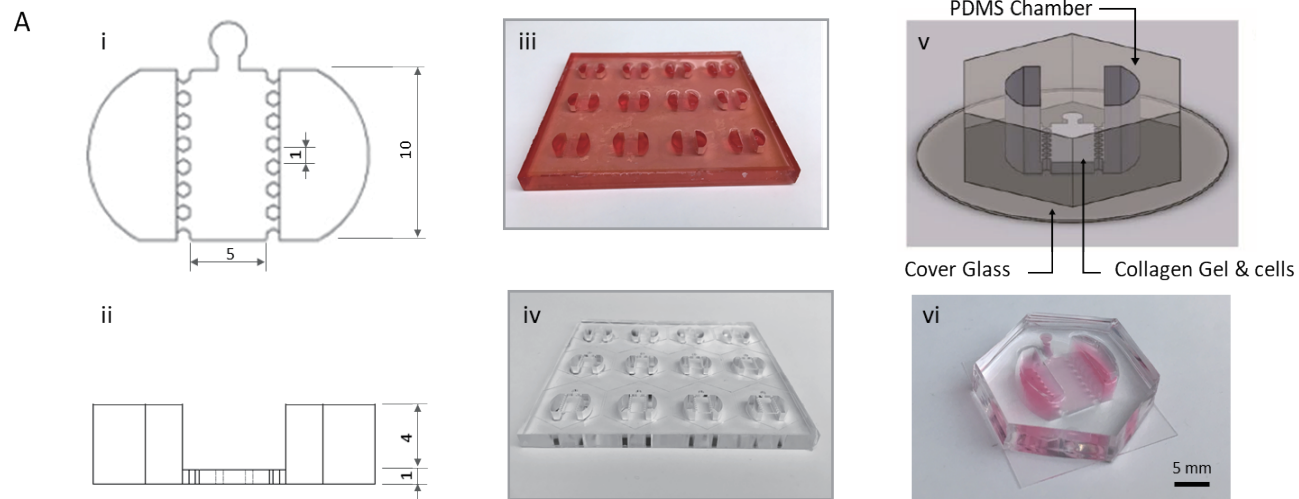 A
i
1
10
5
ii
4
1
iii
iv
v
PDMS Chamber
Cover Glass
Collagen Gel & cells
vi
5 mm